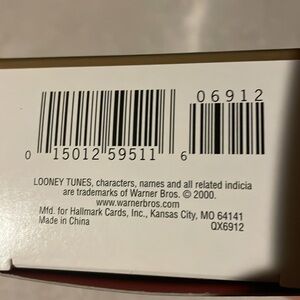 06912
0 15012 59511 6
LOONEY TUNES, characters, names and all related indicia
are trademarks of Warner Bros. © 2000.
www.warnerbros.com
Mfd. for Hallmark Cards, Inc., Kansas City, MO 64141
Made in China QX6912